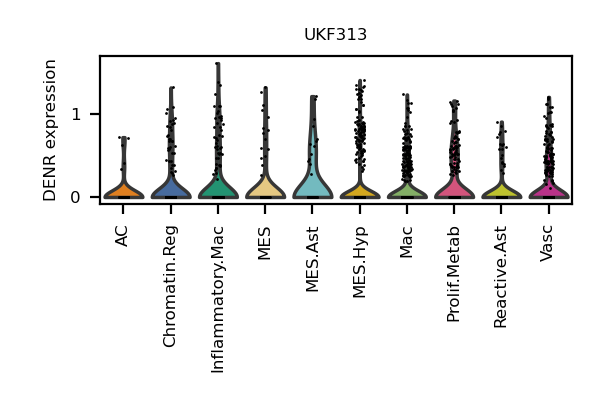 UKF313
DENR expression
1
0
AC
Chromatin.Reg
Inflammatory.Mac
MES
MES.Ast
MES.Hyp
Mac
Prolif.Metab
Reactive.Ast
Vasc